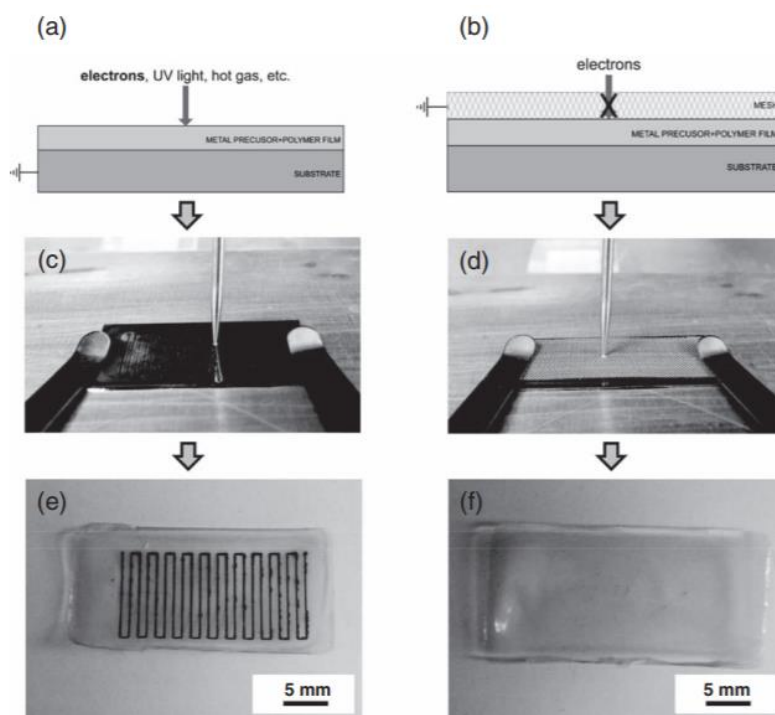 (a)
electrons, UV light, hot gas, etc.
METAL PRECUSOR+POLYMER FILM
SUBSTRATE
(b)
electrons
MESH
METAL PRECUSOR+POLYMER FILM
SUBSTRATE
(c)
(d)
(e)
5 mm
(f)
5 mm